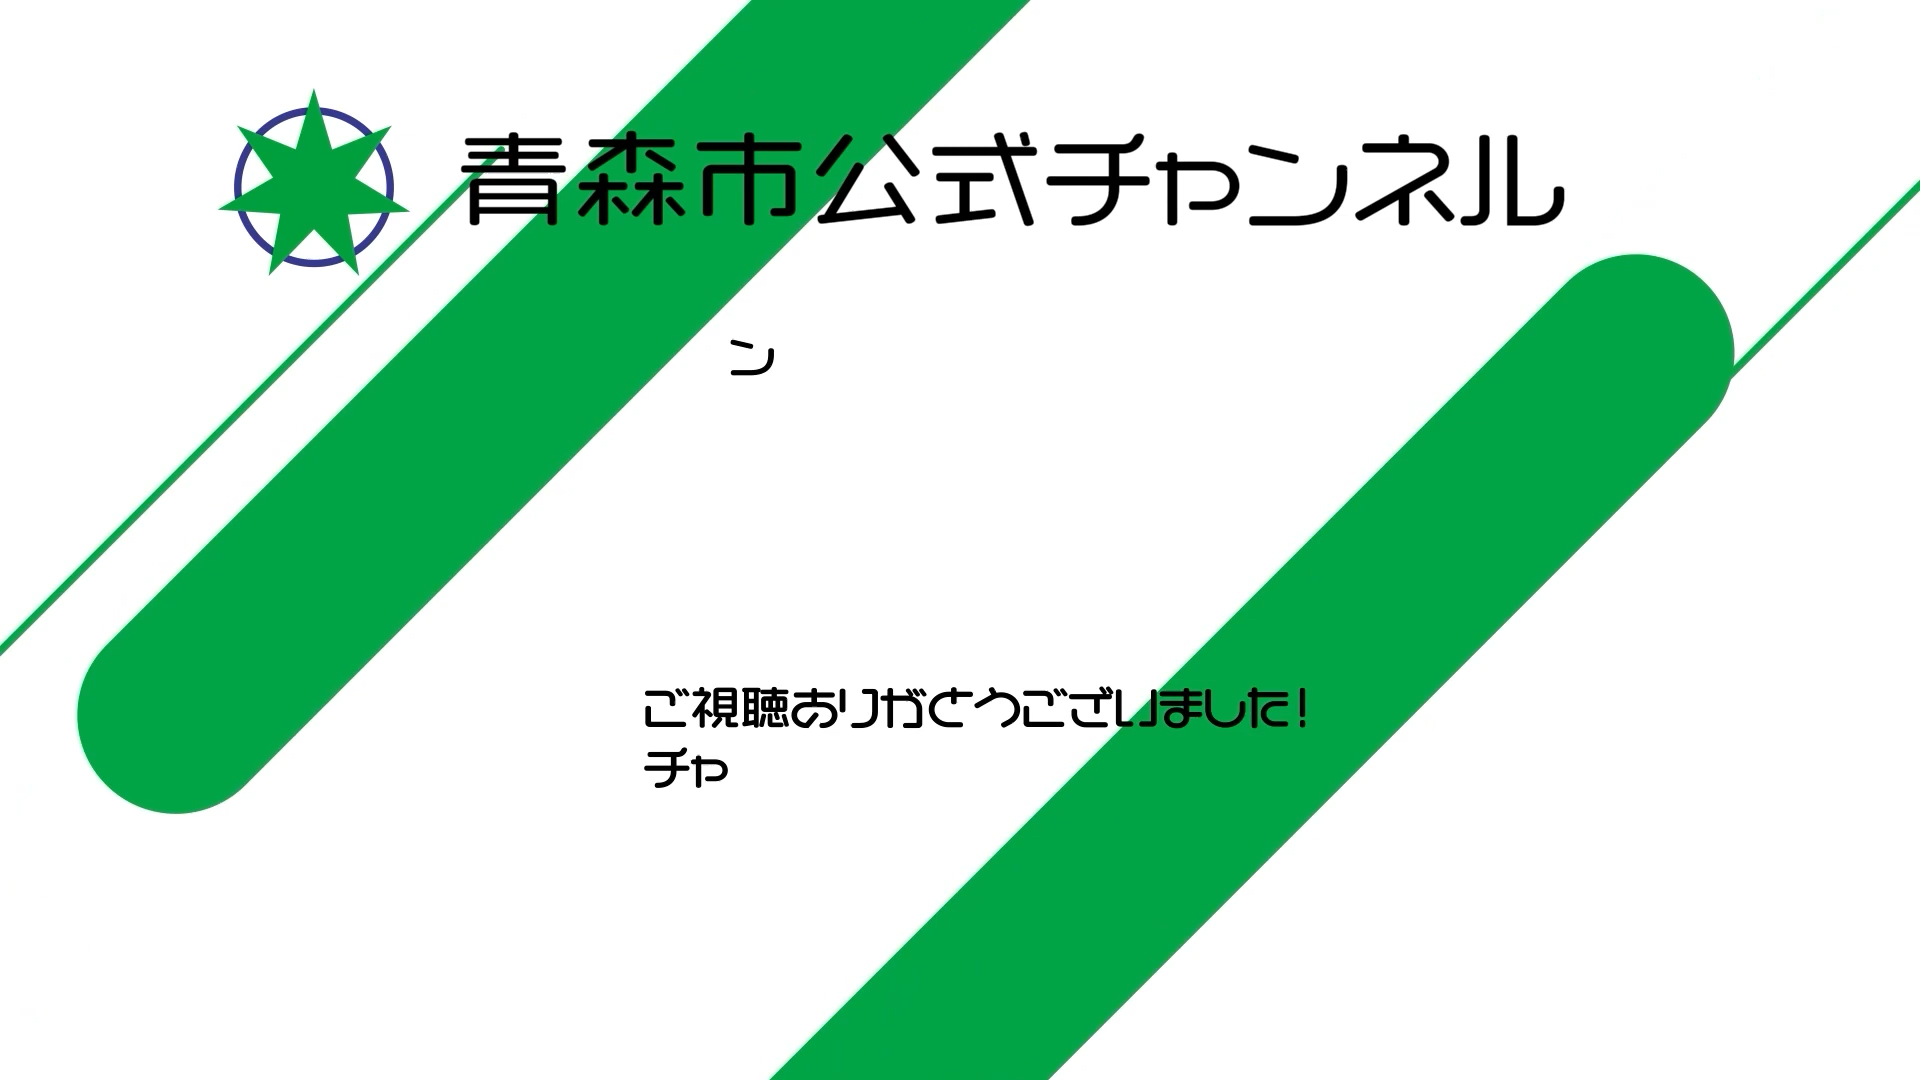 青森市公式チャンネル
ン
ご視聴ありがとうございました!
チャ